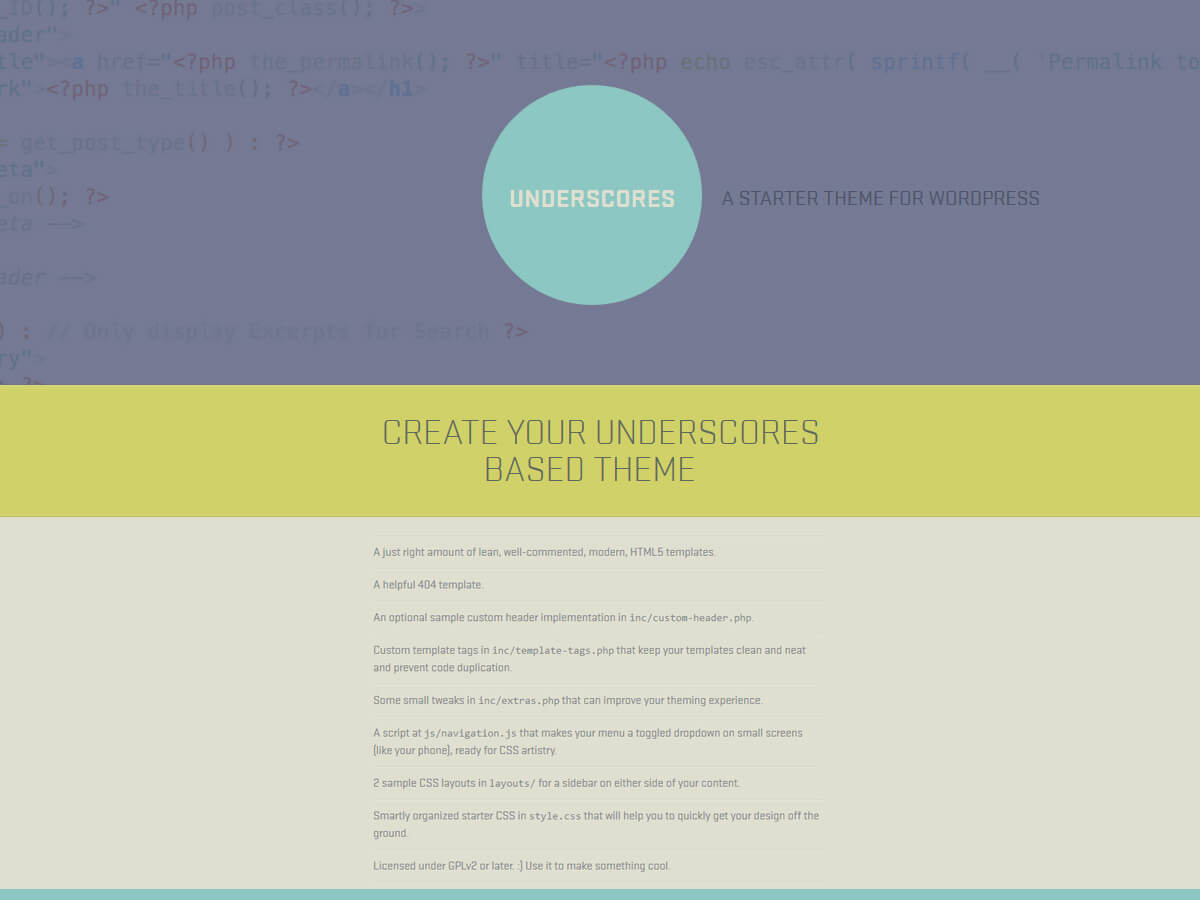 _ID(); ?>" <?php post_class(); ?>>
ader">
tle"><a href="<?php the_permalink(); ?>" title="<?php echo esc_attr( sprintf( __( 'Permalink to
rk"><?php the_title(); ?></a></h1>
= get_post_type() ) : ?>
eta">
_on(); ?>
eta -->
ader -->
) : // Only display Excerpts for Search ?>
ry">
; ?>
UNDERSCORES
A STARTER THEME FOR WORDPRESS
CREATE YOUR UNDERSCORES
BASED THEME
A just right amount of lean, well-commented, modern, HTML5 templates.
A helpful 404 template.
An optional sample custom header implementation in inc/custom-header.php.
Custom template tags in inc/template-tags.php that keep your templates clean and neat
and prevent code duplication.
Some small tweaks in inc/extras.php that can improve your theming experience.
A script at js/navigation.js that makes your menu a toggled dropdown on small screens
(like your phone), ready for CSS artistry.
2 sample CSS layouts in layouts/ for a sidebar on either side of your content.
Smartly organized starter CSS in style.css that will help you to quickly get your design off the
ground.
Licensed under GPLv2 or later. :) Use it to make something cool.